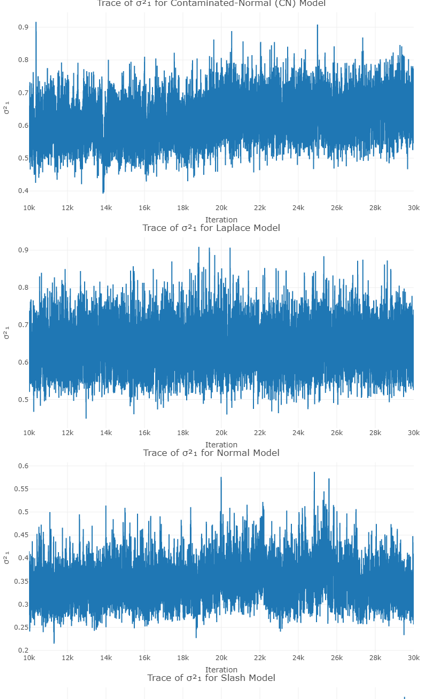 Trace of σ²₁ for Contaminated-Normal (CN) Model
0.9
0.8
0.7
0.6
0.5
0.4
σ²₁
10k 12k 14k 16k 18k 20k 22k 24k 26k 28k 30k
Iteration
Trace of σ²₁ for Laplace Model
0.9
0.8
0.7
0.6
0.5
σ²₁
10k 12k 14k 16k 18k 20k 22k 24k 26k 28k 30k
Iteration
Trace of σ²₁ for Normal Model
0.6
0.55
0.5
0.45
0.4
0.35
0.3
0.25
0.2
σ²₁
10k 12k 14k 16k 18k 20k 22k 24k 26k 28k 30k
Iteration
Trace of σ²₁ for Slash Model